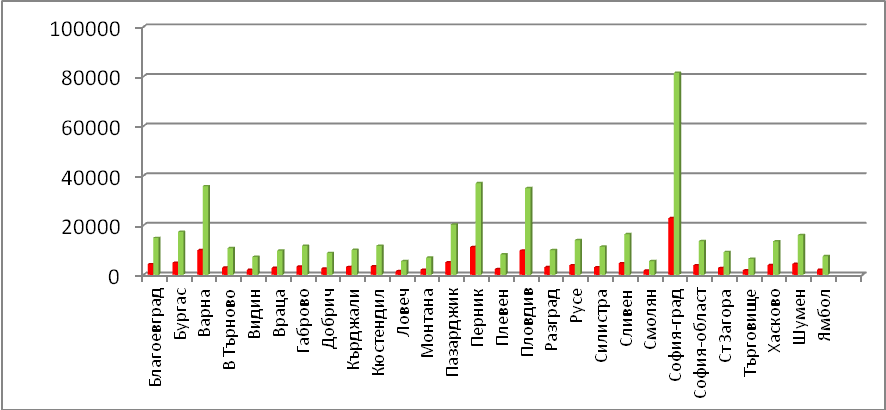 100000
80000
60000
40000
20000
0
Благоевград
Бургас
Варна
В Търново
Видин
Враца
Габрово
Добрич
Кърджали
Кюстендил
Ловеч
Монтана
Пазарджик
Перник
Плевен
Пловдив
Разград
Русе
Силистра
Сливен
Смолян
София-град
София-област
Ст Загора
Търговище
Хасково
Шумен
Ямбол